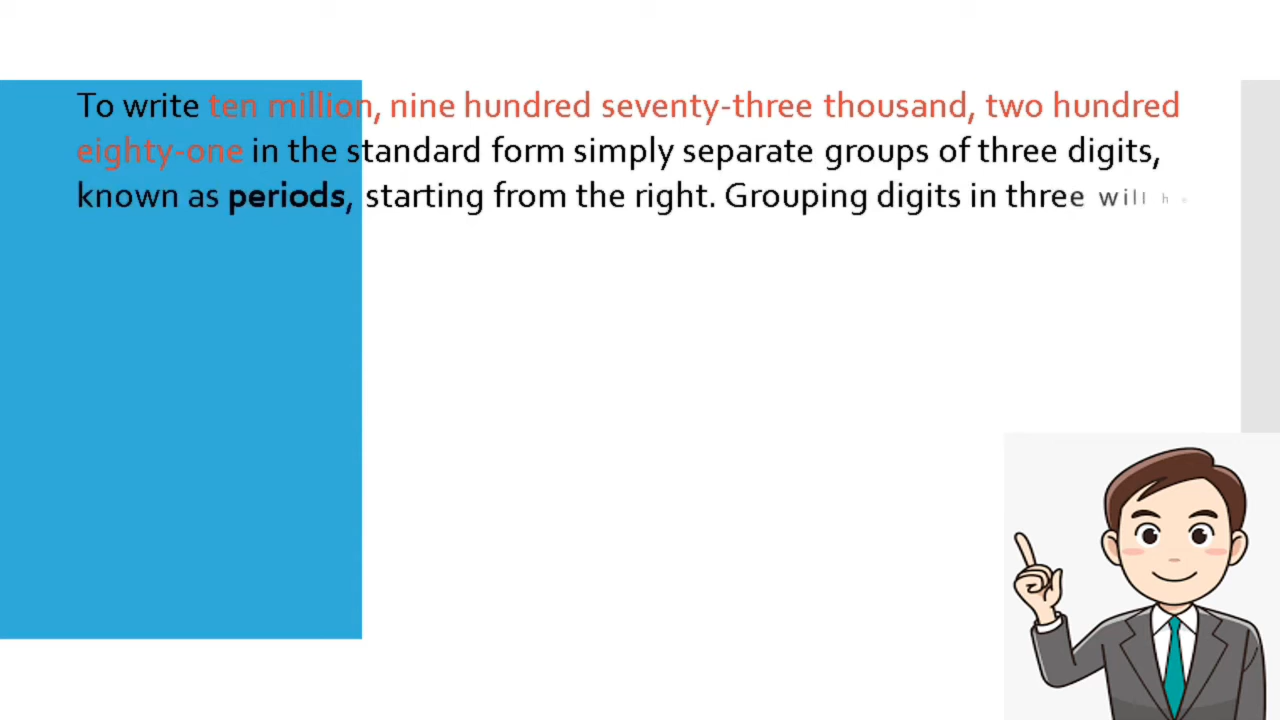 To write ten million, nine hundred seventy-three thousand, two hundred
eighty-one in the standard form simply separate groups of three digits,
known as periods, starting from the right. Grouping digits in three will